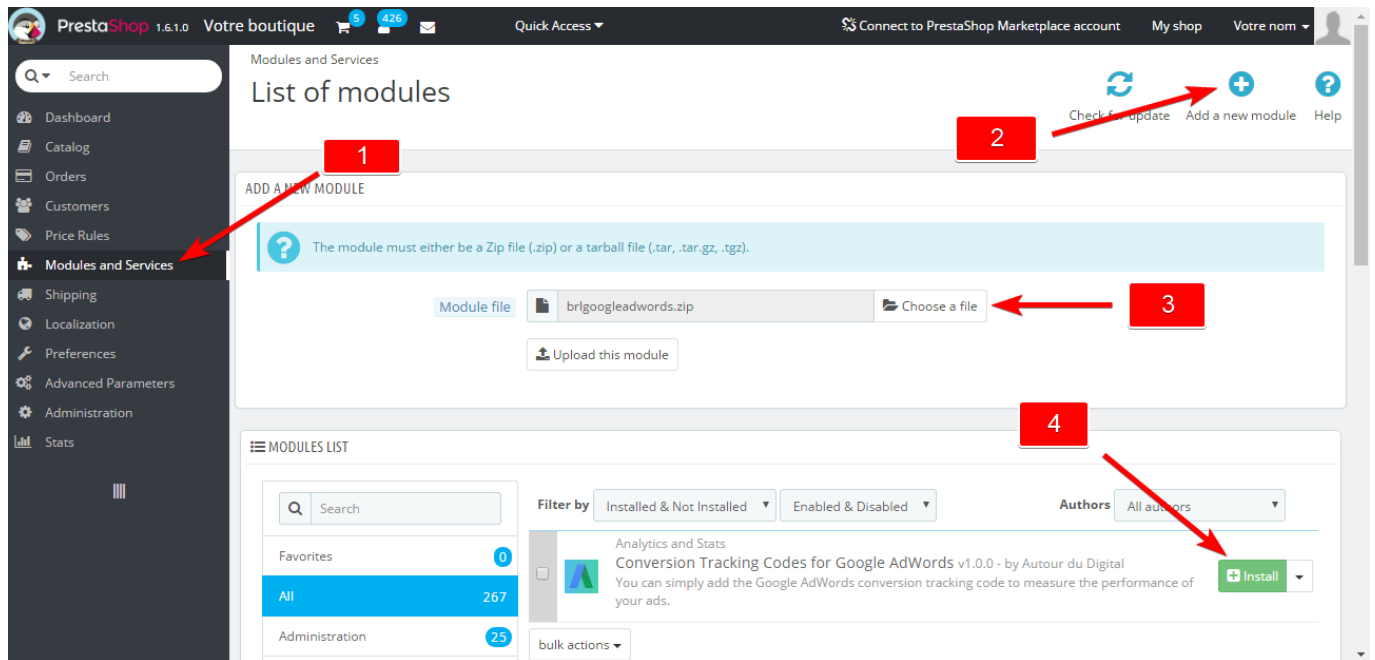 PrestaShop 1.6.1.0 Votre boutique 5 426 Quick Access Connect to PrestaShop Marketplace account My shop Votre nom
Search
Dashboard
Catalog
Orders
Customers
Price Rules
Modules and Services
Shipping
Localization
Preferences
Advanced Parameters
Administration
Stats
Modules and Services
List of modules
Check for update Add a new module Help
1
2
ADD A NEW MODULE
The module must either be a Zip file (.zip) or a tarball file (.tar, .tar.gz, .tgz).
Module file brlgoogleadwords.zip Choose a file
3
Upload this module
4
MODULES LIST
Search
Favorites 0
All 267
Administration 25
Filter by Installed & Not Installed Enabled & Disabled Authors All authors
Analytics and Stats
Conversion Tracking Codes for Google AdWords v1.0.0 - by Autour du Digital
You can simply add the Google AdWords conversion tracking code to measure the performance of
your ads.
Install
bulk actions